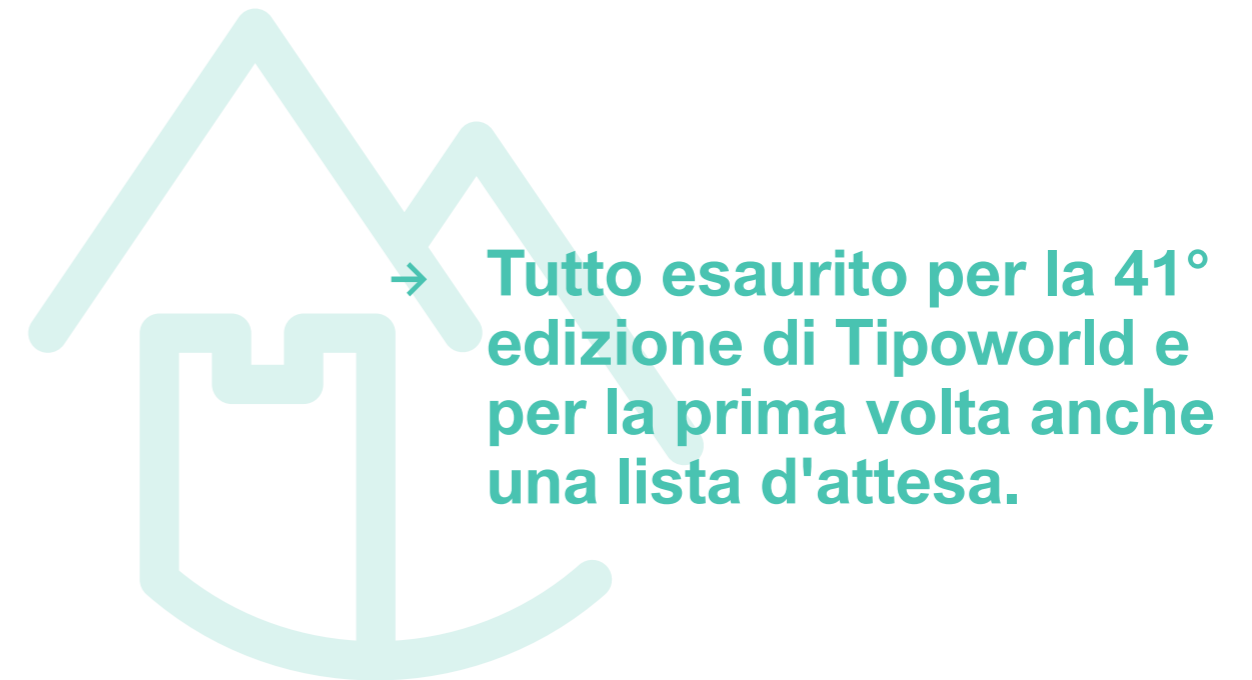 → Tutto esaurito per la 41°
edizione di Tipoworld e
per la prima volta anche
una lista d'attesa.